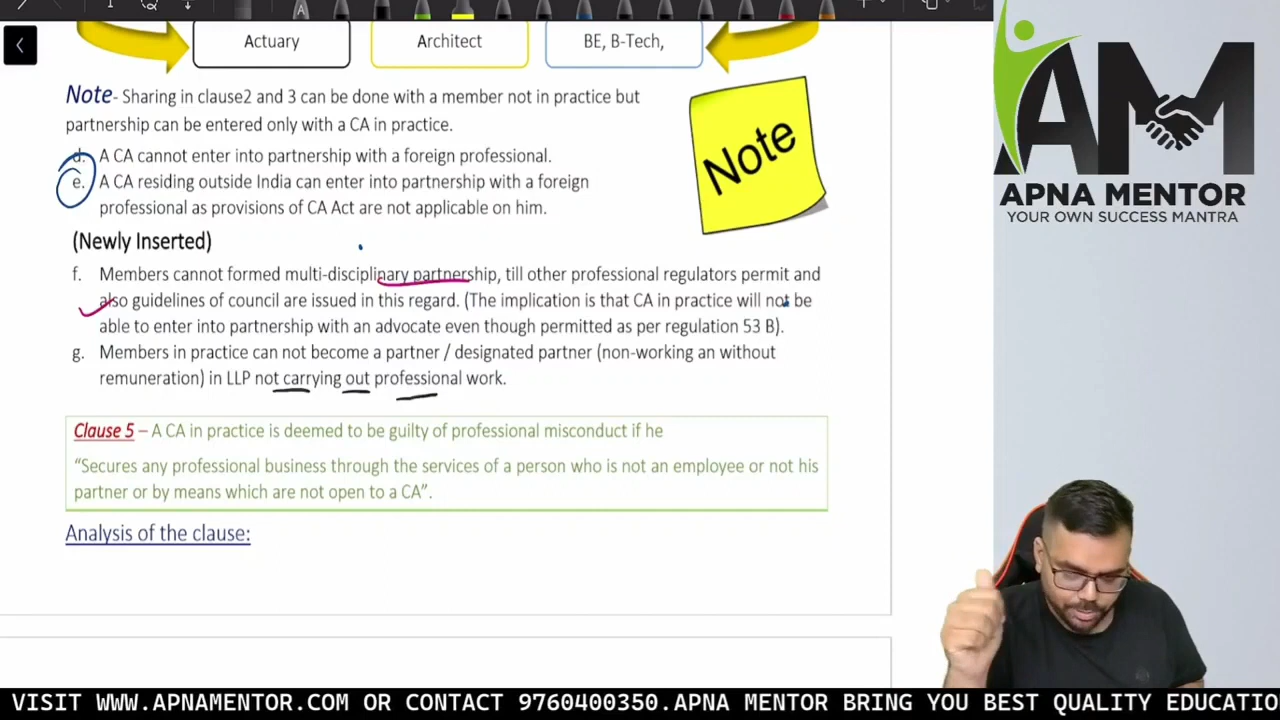 Actuary
Architect
BE, B-Tech,
Note- Sharing in clause2 and 3 can be done with a member not in practice but
partnership can be entered only with a CA in practice.
d. A CA cannot enter into partnership with a foreign professional.
e. A CA residing outside India can enter into partnership with a foreign
professional as provisions of CA Act are not applicable on him.
(Newly Inserted)
f. Members cannot formed multi-disciplinary partnership, till other professional regulators permit and
also guidelines of council are issued in this regard. (The implication is that CA in practice will not be
able to enter into partnership with an advocate even though permitted as per regulation 53 B).
g. Members in practice can not become a partner / designated partner (non-working an without
remuneration) in LLP not carrying out professional work.
Clause 5 – A CA in practice is deemed to be guilty of professional misconduct if he
“Secures any professional business through the services of a person who is not an employee or not his
partner or by means which are not open to a CA”.
Analysis of the clause:
Note
AM
APNA MENTOR
YOUR OWN SUCCESS MANTRA
VISIT WWW.APNAMENTOR.COM OR CONTACT 9760400350.APNA MENTOR BRING YOU BEST QUALITY EDUCATIO